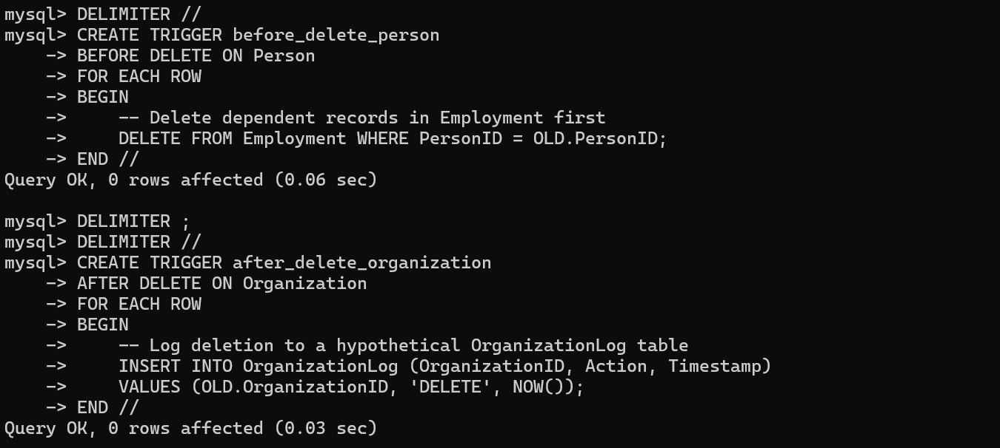 mysql> DELIMITER //
mysql> CREATE TRIGGER before_delete_person
    -> BEFORE DELETE ON Person
    -> FOR EACH ROW
    -> BEGIN
    ->     -- Delete dependent records in Employment first
    ->     DELETE FROM Employment WHERE PersonID = OLD.PersonID;
    -> END //
Query OK, 0 rows affected (0.06 sec)

mysql> DELIMITER ;
mysql> DELIMITER //
mysql> CREATE TRIGGER after_delete_organization
    -> AFTER DELETE ON Organization
    -> FOR EACH ROW
    -> BEGIN
    ->     -- Log deletion to a hypothetical OrganizationLog table
    ->     INSERT INTO OrganizationLog (OrganizationID, Action, Timestamp)
    ->     VALUES (OLD.OrganizationID, 'DELETE', NOW());
    -> END //
Query OK, 0 rows affected (0.03 sec)